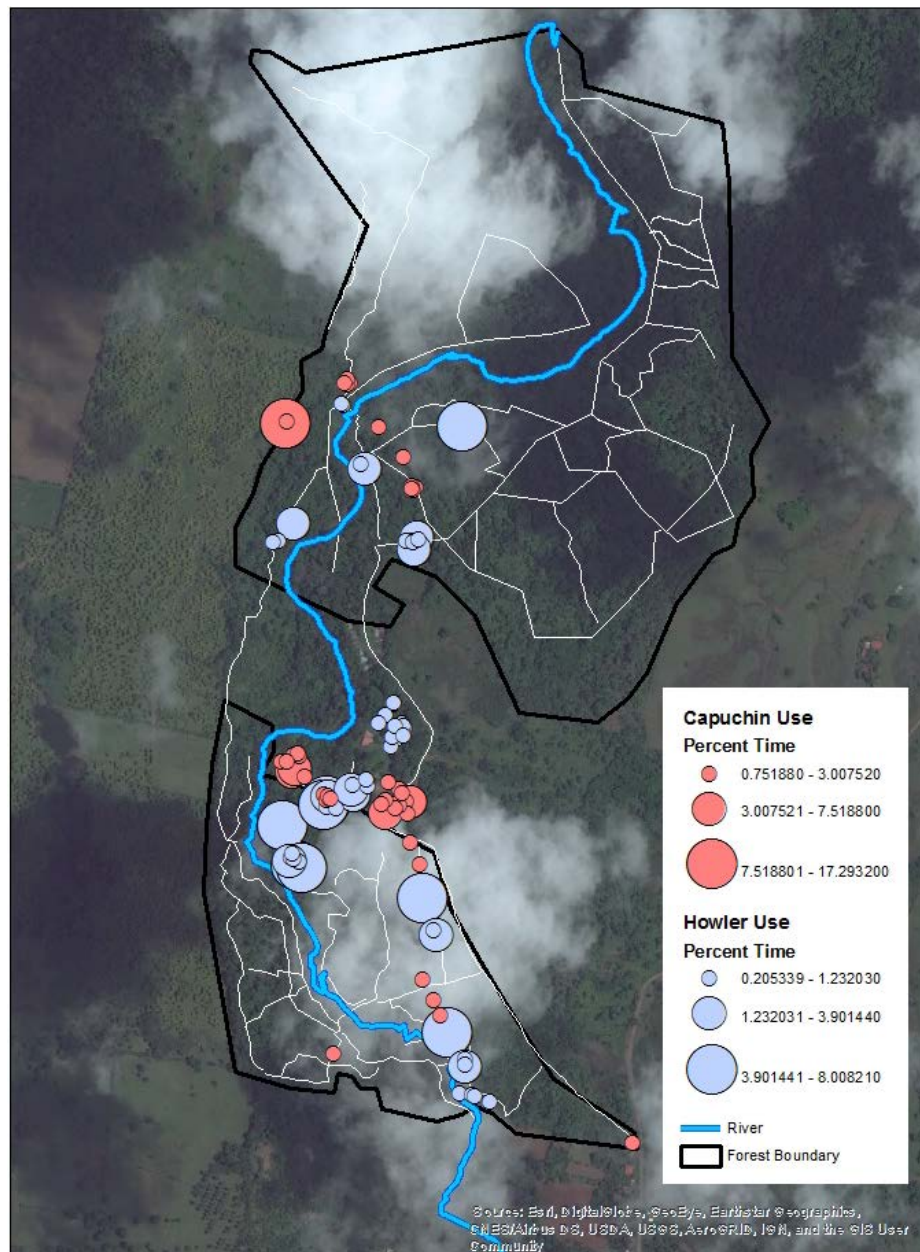 Capuchin Use
Percent Time
0.751880 - 3.007520
3.007521 - 7.518800
7.518801 - 17.293200
Howler Use
Percent Time
0.205339 - 1.232030
1.232031 - 3.901440
3.901441 - 8.008210
River
Forest Boundary
Source: Esri, DigitalGlobe, GeoEye, Earthstar Geographics,
CNES/Airbus DS, USDA, USGS, AeroGRID, IGN, and the GIS User
Community